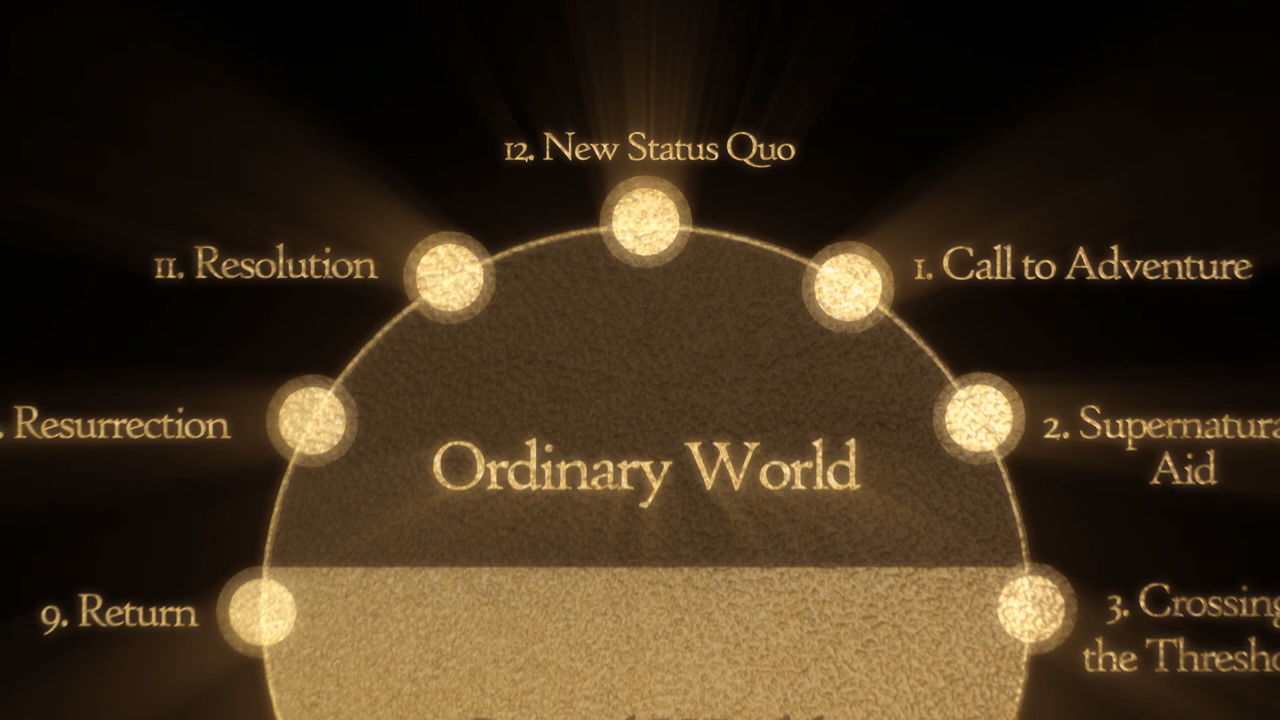 12. New Status Quo
11. Resolution
1. Call to Adventure
. Resurrection
2. Supernatura
Aid
Ordinary World
9. Return
3. Crossing
the Thresho